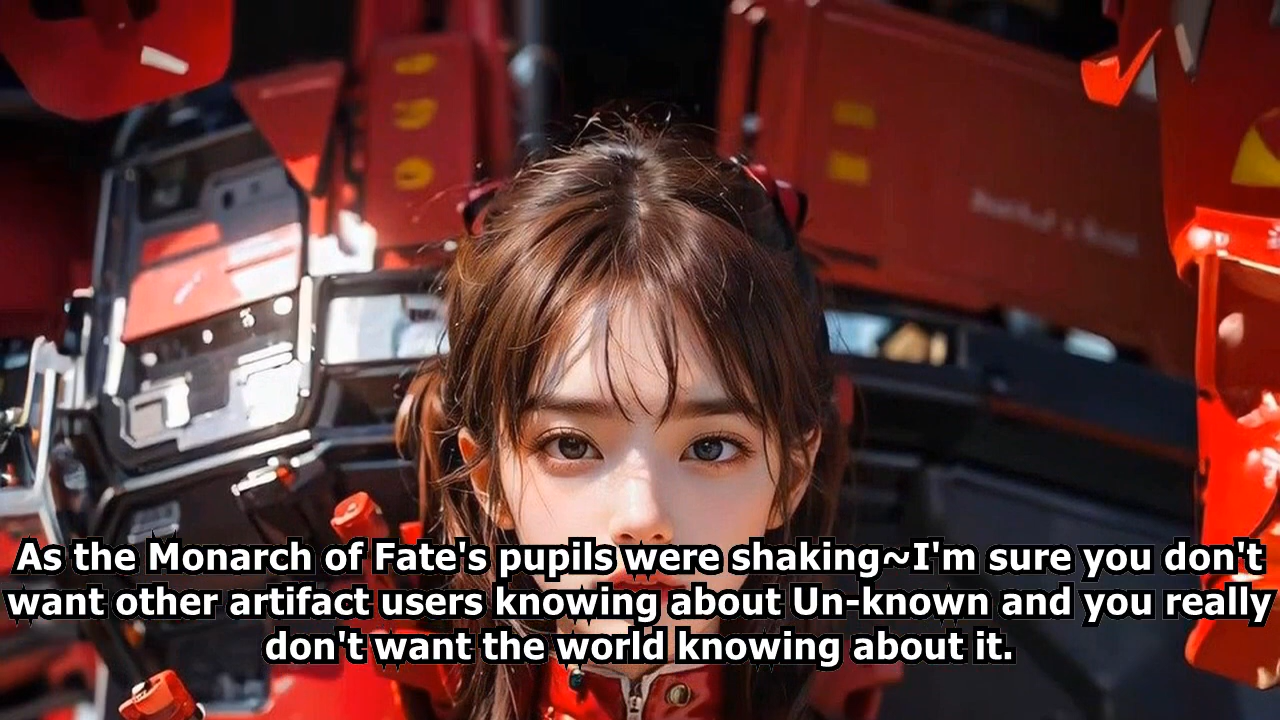 As the Monarch of Fate's pupils were shaking~I'm sure you don't
want other artifact users knowing about Un-known and you really
don't want the world knowing about it.